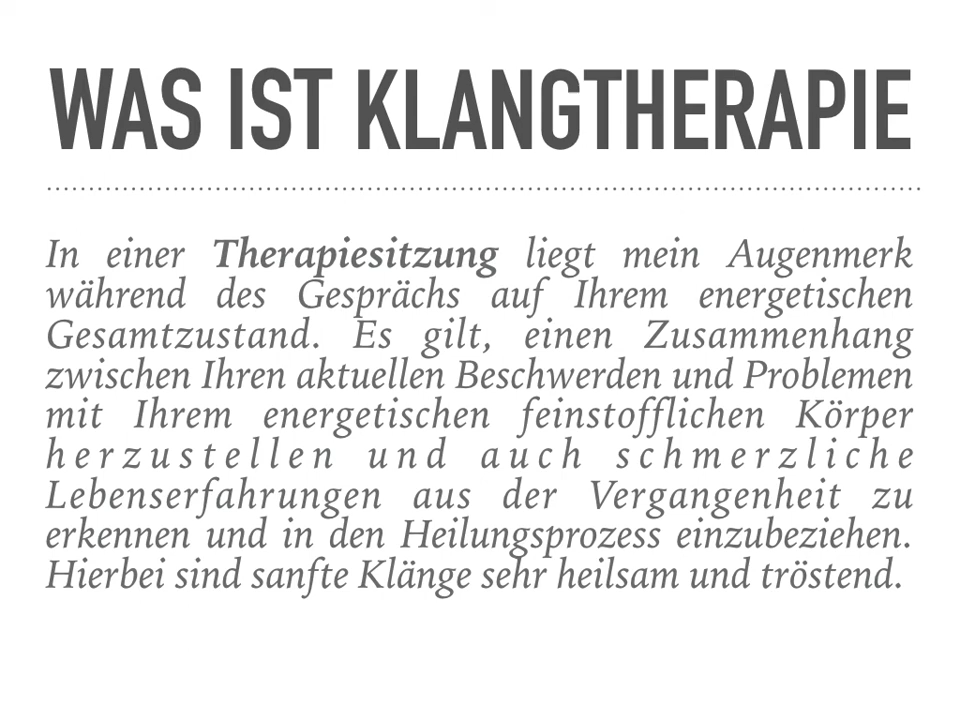 WAS IST KLANGTHERAPIE
In einer Therapiesitzung liegt mein Augenmerk
während des Gesprächs auf Ihrem energetischen
Gesamtzustand. Es gilt, einen Zusammenhang
zwischen Ihren aktuellen Beschwerden und Problemen
mit Ihrem energetischen feinstofflichen Körper
herzustellen und auch schmerzliche
Lebenserfahrungen aus der Vergangenheit zu
erkennen und in den Heilungsprozess einzubeziehen.
Hierbei sind sanfte Klänge sehr heilsam und tröstend.